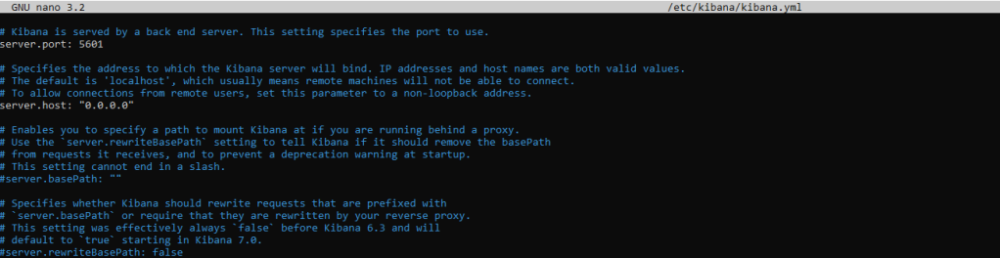 GNU nano 3.2 /etc/kibana/kibana.yml
# Kibana is served by a back end server. This setting specifies the port to use.
server.port: 5601
# Specifies the address to which the Kibana server will bind. IP addresses and host names are both valid values.
# The default is 'localhost', which usually means remote machines will not be able to connect.
# To allow connections from remote users, set this parameter to a non-loopback address.
server.host: "0.0.0.0"
# Enables you to specify a path to mount Kibana at if you are running behind a proxy.
# Use the `server.rewriteBasePath` setting to tell Kibana if it should remove the basePath
# from requests it receives, and to prevent a deprecation warning at startup.
# This setting cannot end in a slash.
#server.basePath: ""
# Specifies whether Kibana should rewrite requests that are prefixed with
# `server.basePath` or require that they are rewritten by your reverse proxy.
# This setting was effectively always `false` before Kibana 6.3 and will
# default to `true` starting in Kibana 7.0.
#server.rewriteBasePath: false